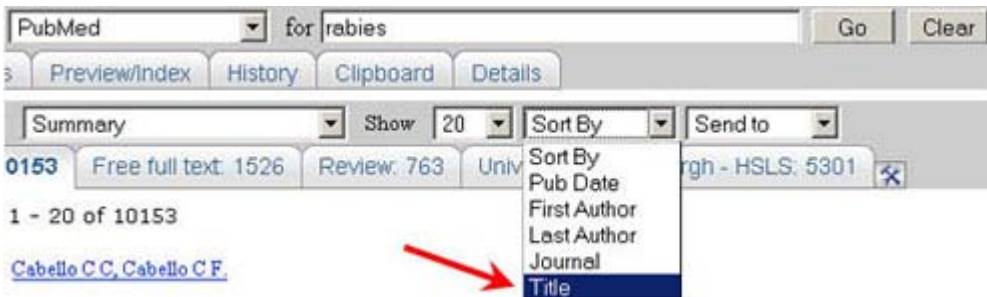 PubMed for rabies Go Clear
s Preview/Index History Clipboard Details
Summary Show 20 Sort By Send to
0153 Free full text: 1526 Review: 763 Univ rgh - HSLS: 5301
Sort By
Pub Date
First Author
Last Author
Journal
Title
1 - 20 of 10153
Cabello C C, Cabello C F.